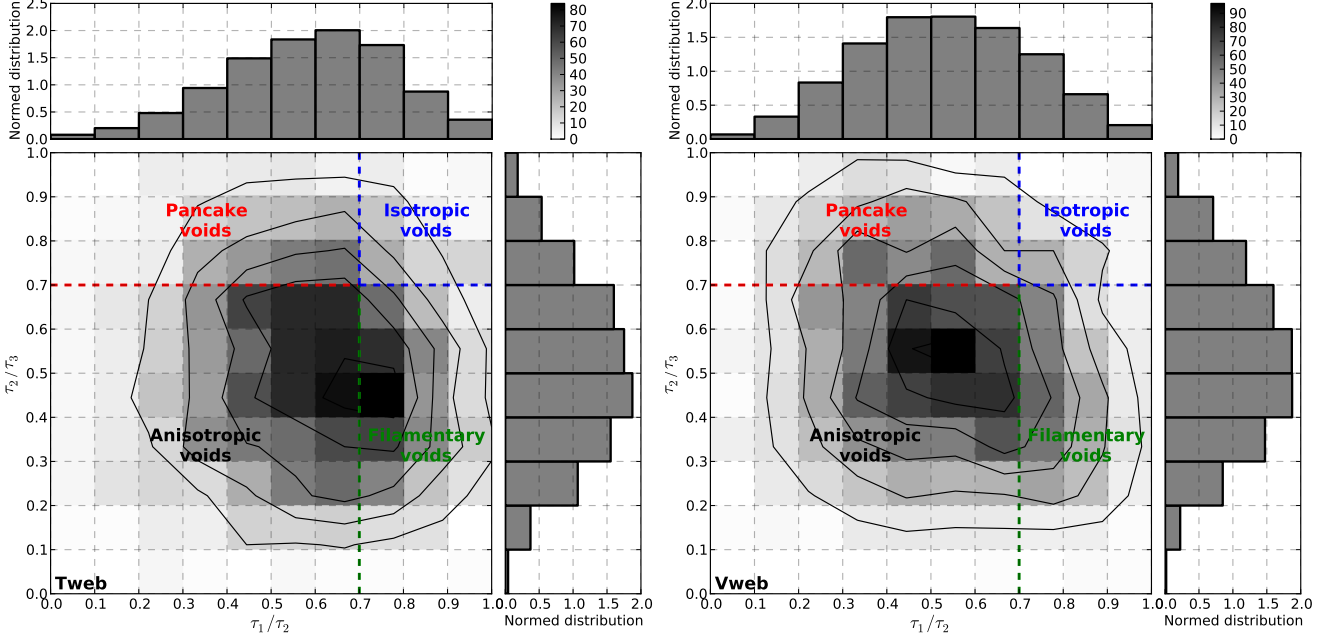 2.5
2.0
1.5
1.0
0.5
0.0
Normed distribution
80
70
60
50
40
30
20
10
0
1.0
0.9
0.8
0.7
0.6
0.5
0.4
0.3
0.2
0.1
0.0
τ2/τ3
Pancake
voids
Isotropic
voids
Anisotropic
voids
Filamentary
voids
Tweb
0.0 0.1 0.2 0.3 0.4 0.5 0.6 0.7 0.8 0.9 1.0
τ1/τ2
0.0 0.5 1.0 1.5 2.0
Normed distribution
2.0
1.5
1.0
0.5
0.0
Normed distribution
90
80
70
60
50
40
30
20
10
0
1.0
0.9
0.8
0.7
0.6
0.5
0.4
0.3
0.2
0.1
0.0
τ2/τ3
Pancake
voids
Isotropic
voids
Anisotropic
voids
Filamentary
voids
Vweb
0.0 0.1 0.2 0.3 0.4 0.5 0.6 0.7 0.8 0.9 1.0
τ1/τ2
0.0 0.5 1.0 1.5 2.0
Normed distribution